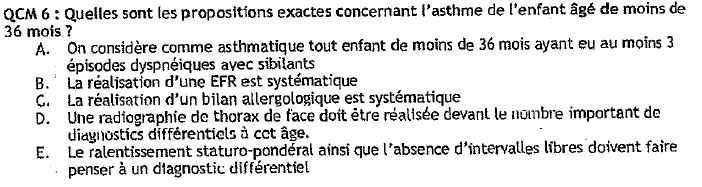 QCM 6 : Quelles sont les propositions exactes concernant l'asthme de l'enfant âgé de moins de
36 mois ?
A. On considère comme asthmatique tout enfant de moins de 36 mois ayant eu au moins 3
épisodes dyspnéiques avec sibilants
B. La réalisation d'une EFR est systématique
C. La réalisation d'un bilan allergologique est systématique
D. Une radiographie de thorax de face doit être réalisée devant le nombre important de
diagnostics différentiels à cet âge.
E. Le ralentissement staturo-pondéral ainsi que l'absence d'intervalles libres doivent faire
penser à un diagnostic différentiel